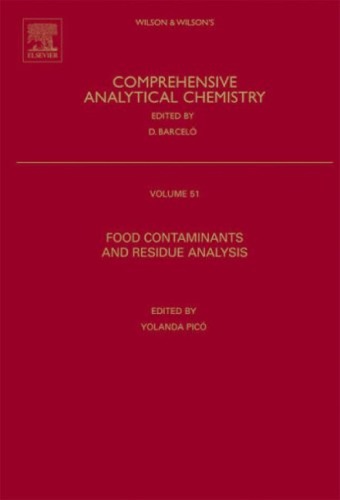 ELSEVIER
WILSON & WILSON'S
COMPREHENSIVE
ANALYTICAL CHEMISTRY
EDITED BY
D. BARCELÓ
VOLUME 51
FOOD CONTAMINANTS
AND RESIDUE ANALYSIS
EDITED BY
YOLANDA PICÓ